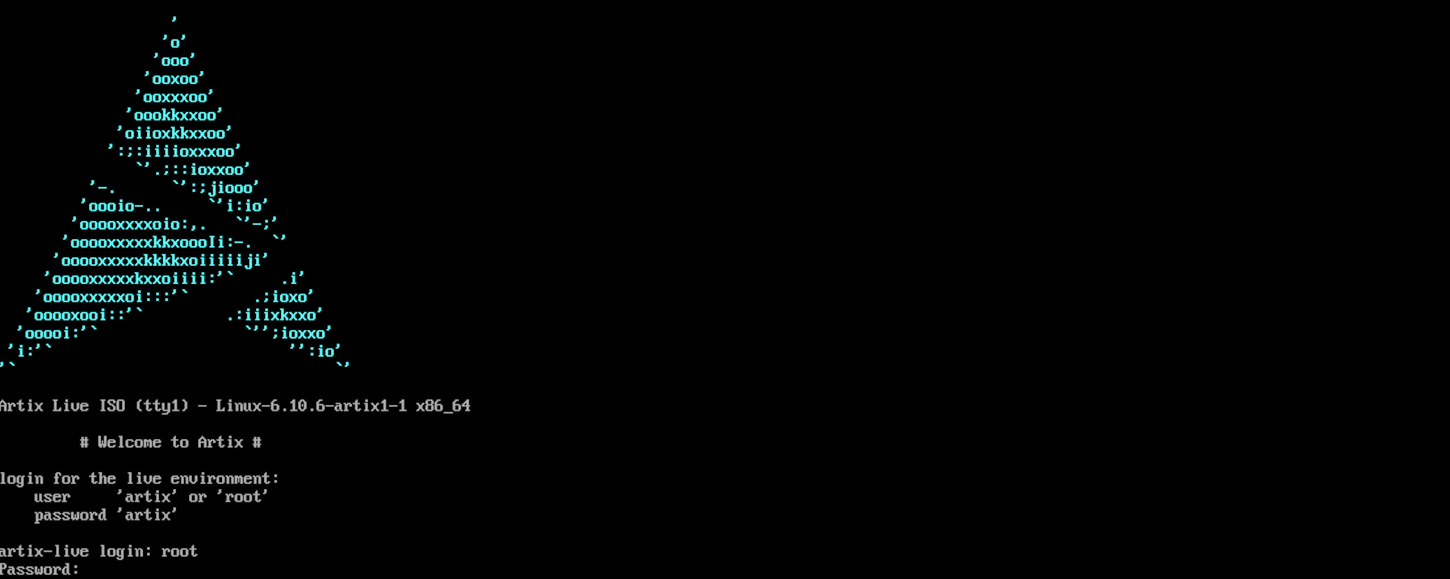 ’
                  ’o’
                 ’ooo’
                ’ooxoo’
               ’ooxxxoo’
              ’oookkxxoo’
             ’oiioxkkxxoo’
            ’:;:iiiioxxxoo’
               `’.;::ioxxoo’
          ’-.      `’:;jiooo’
         ’oooio-..     `’i:io’
        ’ooooxxxxoio:,.   `’-;’
       ’ooooxxxxxkkxoooIi:-.  `’
      ’ooooxxxxxkkkkxoiiiiiji’
     ’ooooxxxxxkxxoiiii:’`     .i’
    ’ooooxxxxxoi:::’`       .;ioxo’
   ’ooooxooi::’`         .:iiixkxxo’
  ’ooooi:’`                `’’;ioxxo’
 ’i:’`                          ’’:io’
’`                                   `’
Artix Live ISO (tty1) - Linux-6.10.6-artix1-1 x86_64
# Welcome to Artix #
login for the live environment:
    user     ’artix’ or ’root’
    password ’artix’
artix-live login: root
Password: